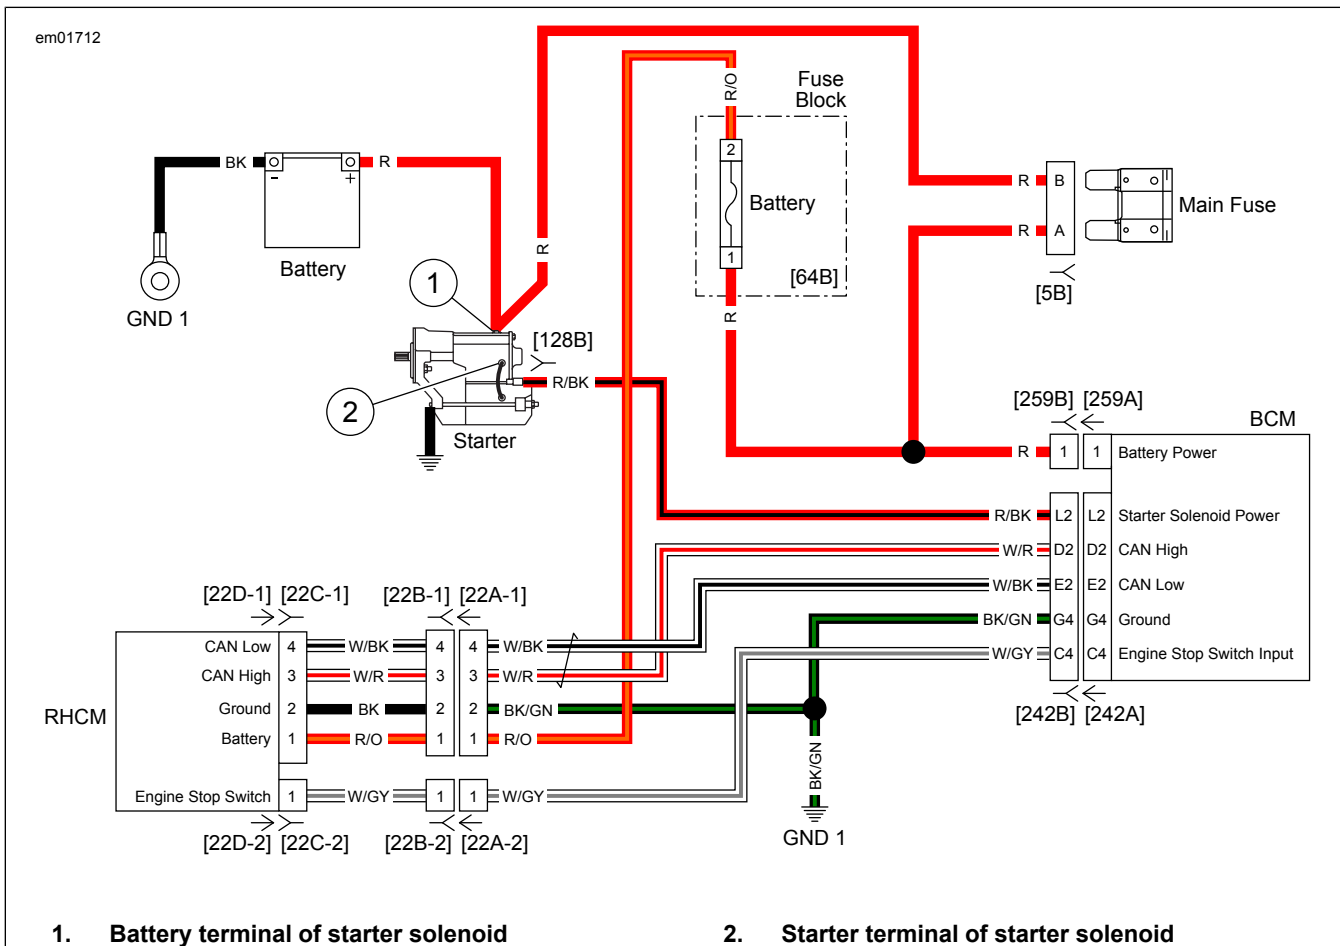 em01712
Fuse
Block
R/O
2
Battery
1
[64B]
R
BK
R
-
+
Battery
GND 1
R
R
B
R
A
Main Fuse
[5B]
1
[128B]
2
R/BK
Starter
[259B] [259A]
BCM
R
1
1
Battery Power
R/BK
L2
L2
Starter Solenoid Power
W/R
D2
D2
CAN High
W/BK
E2
E2
CAN Low
BK/GN
G4
G4
Ground
W/GY
C4
C4
Engine Stop Switch Input
[242B] [242A]
[22D-1] [22C-1] [22B-1] [22A-1]
RHCM
CAN Low
4
W/BK
4
4
W/BK
CAN High
3
W/R
3
3
W/R
Ground
2
BK
2
2
BK/GN
Battery
1
R/O
1
1
R/O
Engine Stop Switch
1
W/GY
1
1
W/GY
[22D-2] [22C-2] [22B-2] [22A-2]
BK/GN
GND 1
1. Battery terminal of starter solenoid
2. Starter terminal of starter solenoid